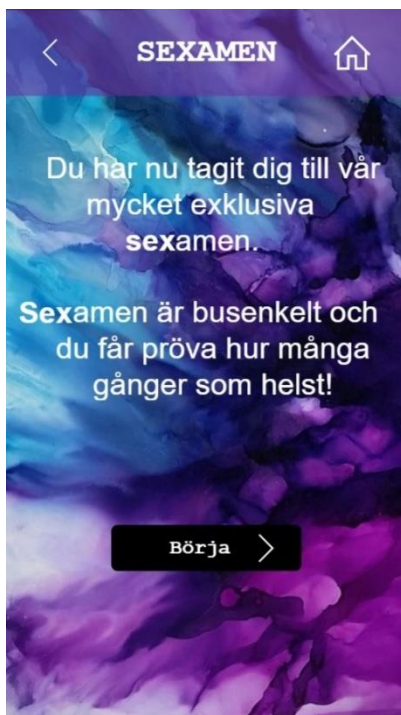 SEXAMEN
Du har nu tagit dig till vår
mycket exklusiva
sexamen.
Sexamen är busenkelt och
du får pröva hur många
gånger som helst!
Börja